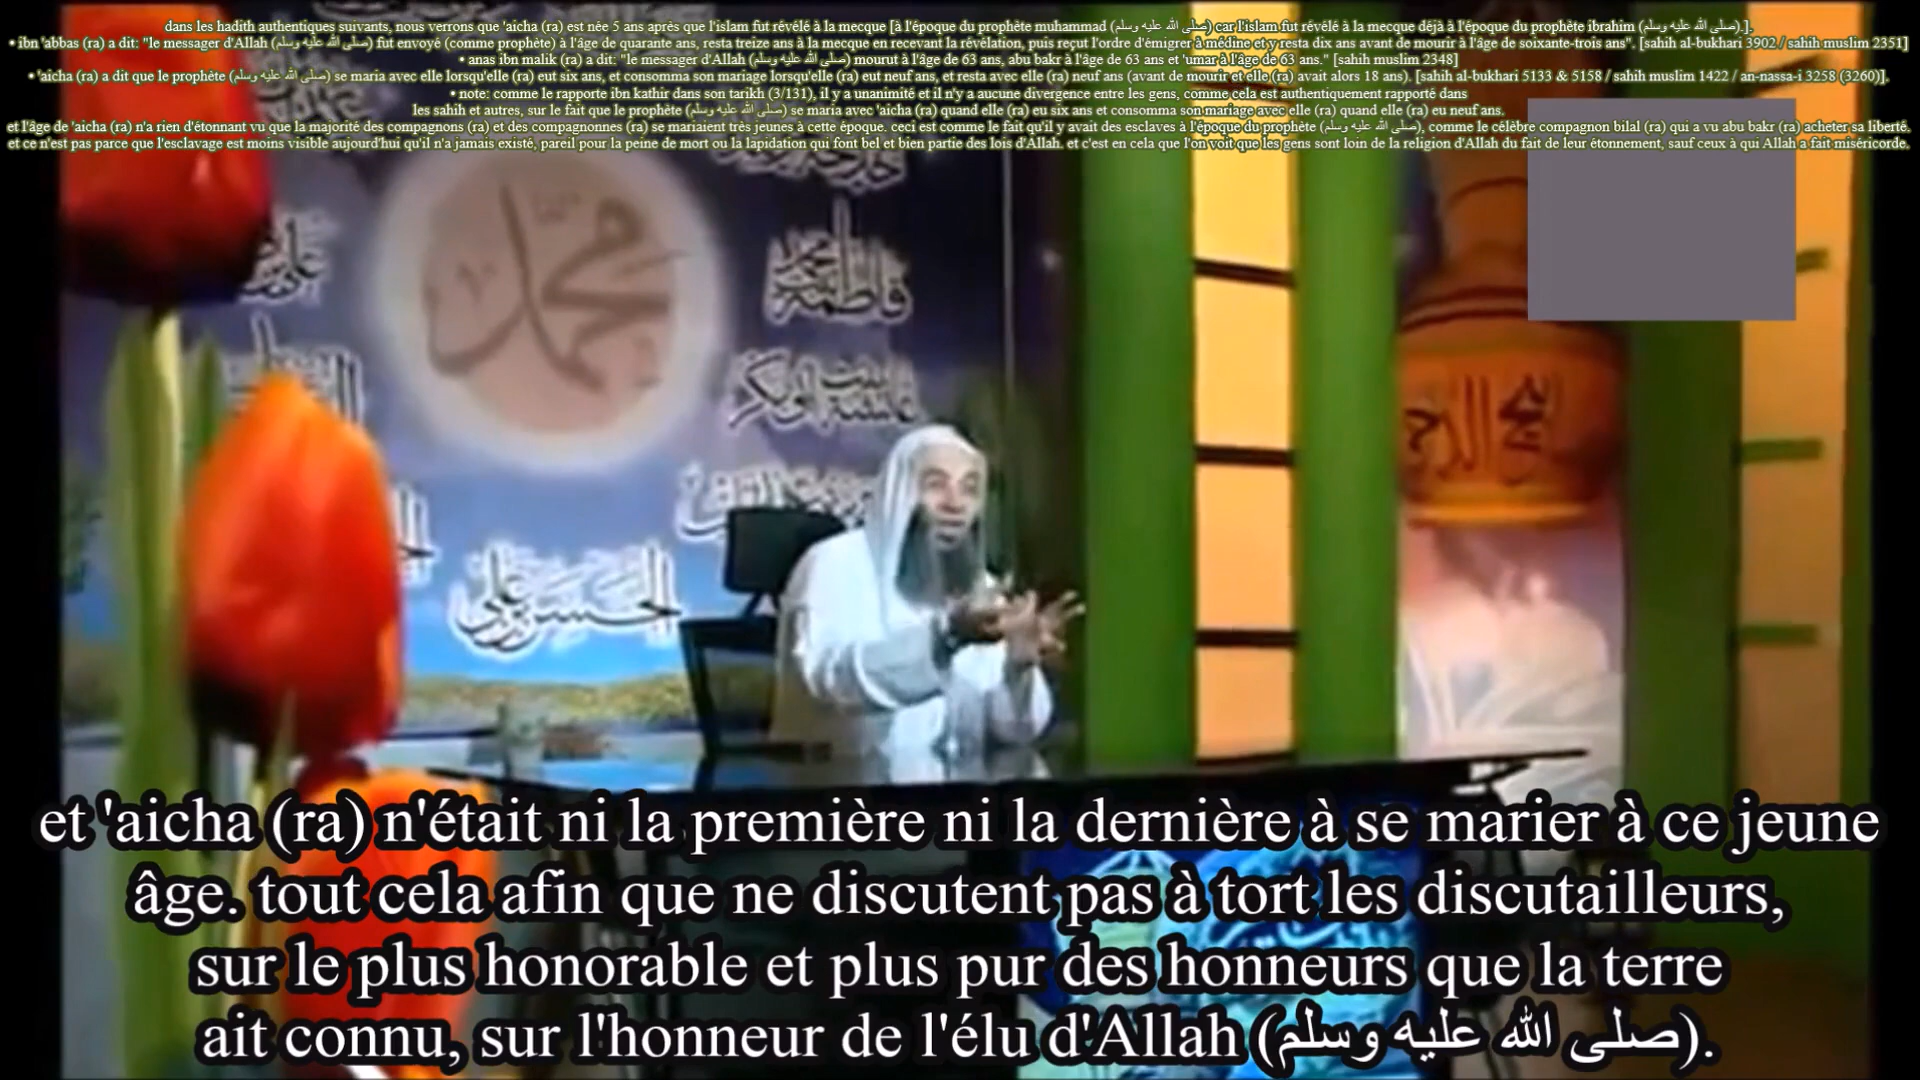 dans les hadith authentiques suivants, nous verrons que 'aicha (ra) est née 5 ans après que l'islam fut révélé à la mecque [à l'époque du prophète muhammad (صلى الله عليه وسلم) car l'islam fut révélé à la mecque déjà à l'époque du prophète ibrahim (صلى الله عليه وسلم).].
• ibn 'abbas (ra) a dit: "le messager d'Allah (صلى الله عليه وسلم) fut envoyé (comme prophète) à l'âge de quarante ans, resta treize ans à la mecque en recevant la révélation, puis reçut l'ordre d'émigrer à médine et y resta dix ans avant de mourir à l'âge de soixante-trois ans". [sahih al-bukhari 3902 / sahih muslim 2351]
• anas ibn malik (ra) a dit: "le messager d'Allah (صلى الله عليه وسلم) mourut à l'âge de 63 ans, abu bakr à l'âge de 63 ans et 'umar à l'âge de 63 ans." [sahih muslim 2348]
• 'aicha (ra) a dit que le prophète (صلى الله عليه وسلم) se maria avec elle lorsqu'elle (ra) eut six ans, et consomma son mariage lorsqu'elle (ra) eut neuf ans, et resta avec elle (ra) neuf ans (avant de mourir et elle (ra) avait alors 18 ans). [sahih al-bukhari 5133 & 5158 / sahih muslim 1422 / an-nassa-i 3258 (3260)].
• note: comme le rapporte ibn kathir dans son tarikh (3/131), il y a unanimité et il n'y a aucune divergence entre les gens, comme cela est authentiquement rapporté dans
les sahih et autres, sur le fait que le prophète (صلى الله عليه وسلم) se maria avec 'aicha (ra) quand elle (ra) eu six ans et consomma son mariage avec elle (ra) quand elle (ra) eu neuf ans.
et l'âge de 'aicha (ra) n'a rien d'étonnant vu que la majorité des compagnons (ra) et des compagnonnes (ra) se mariaient très jeunes à cette époque. ceci est comme le fait qu'il y avait des esclaves à l'époque du prophète (صلى الله عليه وسلم), comme le célèbre compagnon bilal (ra) qui a vu abu bakr (ra) acheter sa liberté.
et ce n'est pas parce que l'esclavage est moins visible aujourd'hui qu'il n'a jamais existé, pareil pour la peine de mort ou la lapidation qui font bel et bien partie des lois d'Allah. et c'est en cela que l'on voit que les gens sont loin de la religion d'Allah du fait de leur étonnement, sauf ceux à qui Allah a fait miséricorde.
محمد
فاطمة محمد
عائشة بنت أبو بكر
الحسين بن علي
et 'aicha (ra) n'était ni la première ni la dernière à se marier à ce jeune
âge. tout cela afin que ne discutent pas à tort les discutailleurs,
sur le plus honorable et plus pur des honneurs que la terre
ait connu, sur l'honneur de l'élu d'Allah (صلى الله عليه وسلم).